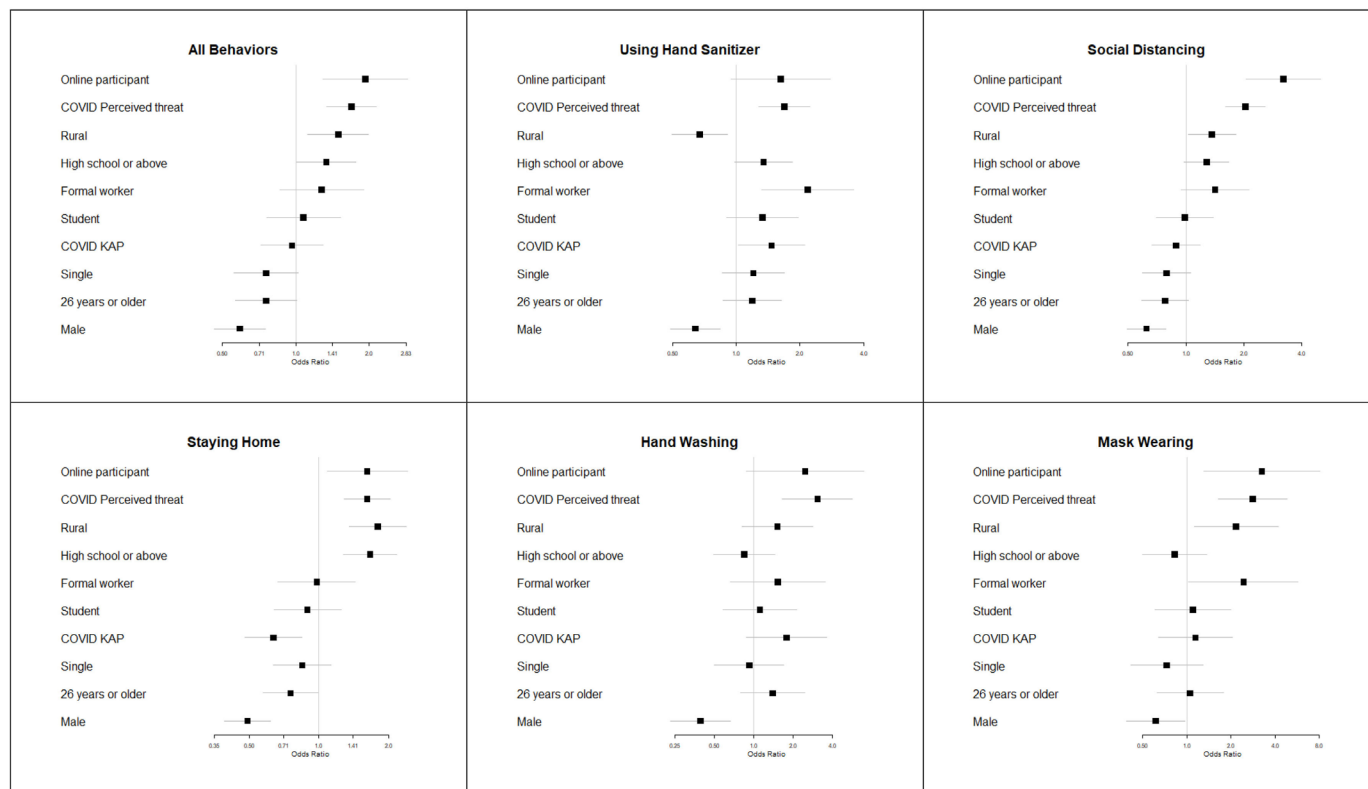 All Behaviors
Online participant
COVID Perceived threat
Rural
High school or above
Formal worker
Student
COVID KAP
Single
26 years or older
Male
0.50 0.71 1.0 1.41 2.0 2.83
Odds Ratio
Using Hand Sanitizer
Online participant
COVID Perceived threat
Rural
High school or above
Formal worker
Student
COVID KAP
Single
26 years or older
Male
0.50 1.0 2.0 4.0
Odds Ratio
Social Distancing
Online participant
COVID Perceived threat
Rural
High school or above
Formal worker
Student
COVID KAP
Single
26 years or older
Male
0.50 1.0 2.0 4.0
Odds Ratio
Staying Home
Online participant
COVID Perceived threat
Rural
High school or above
Formal worker
Student
COVID KAP
Single
26 years or older
Male
0.35 0.50 0.71 1.0 1.41 2.0
Odds Ratio
Hand Washing
Online participant
COVID Perceived threat
Rural
High school or above
Formal worker
Student
COVID KAP
Single
26 years or older
Male
0.25 0.50 1.0 2.0 4.0
Odds Ratio
Mask Wearing
Online participant
COVID Perceived threat
Rural
High school or above
Formal worker
Student
COVID KAP
Single
26 years or older
Male
0.50 1.0 2.0 4.0 8.0
Odds Ratio